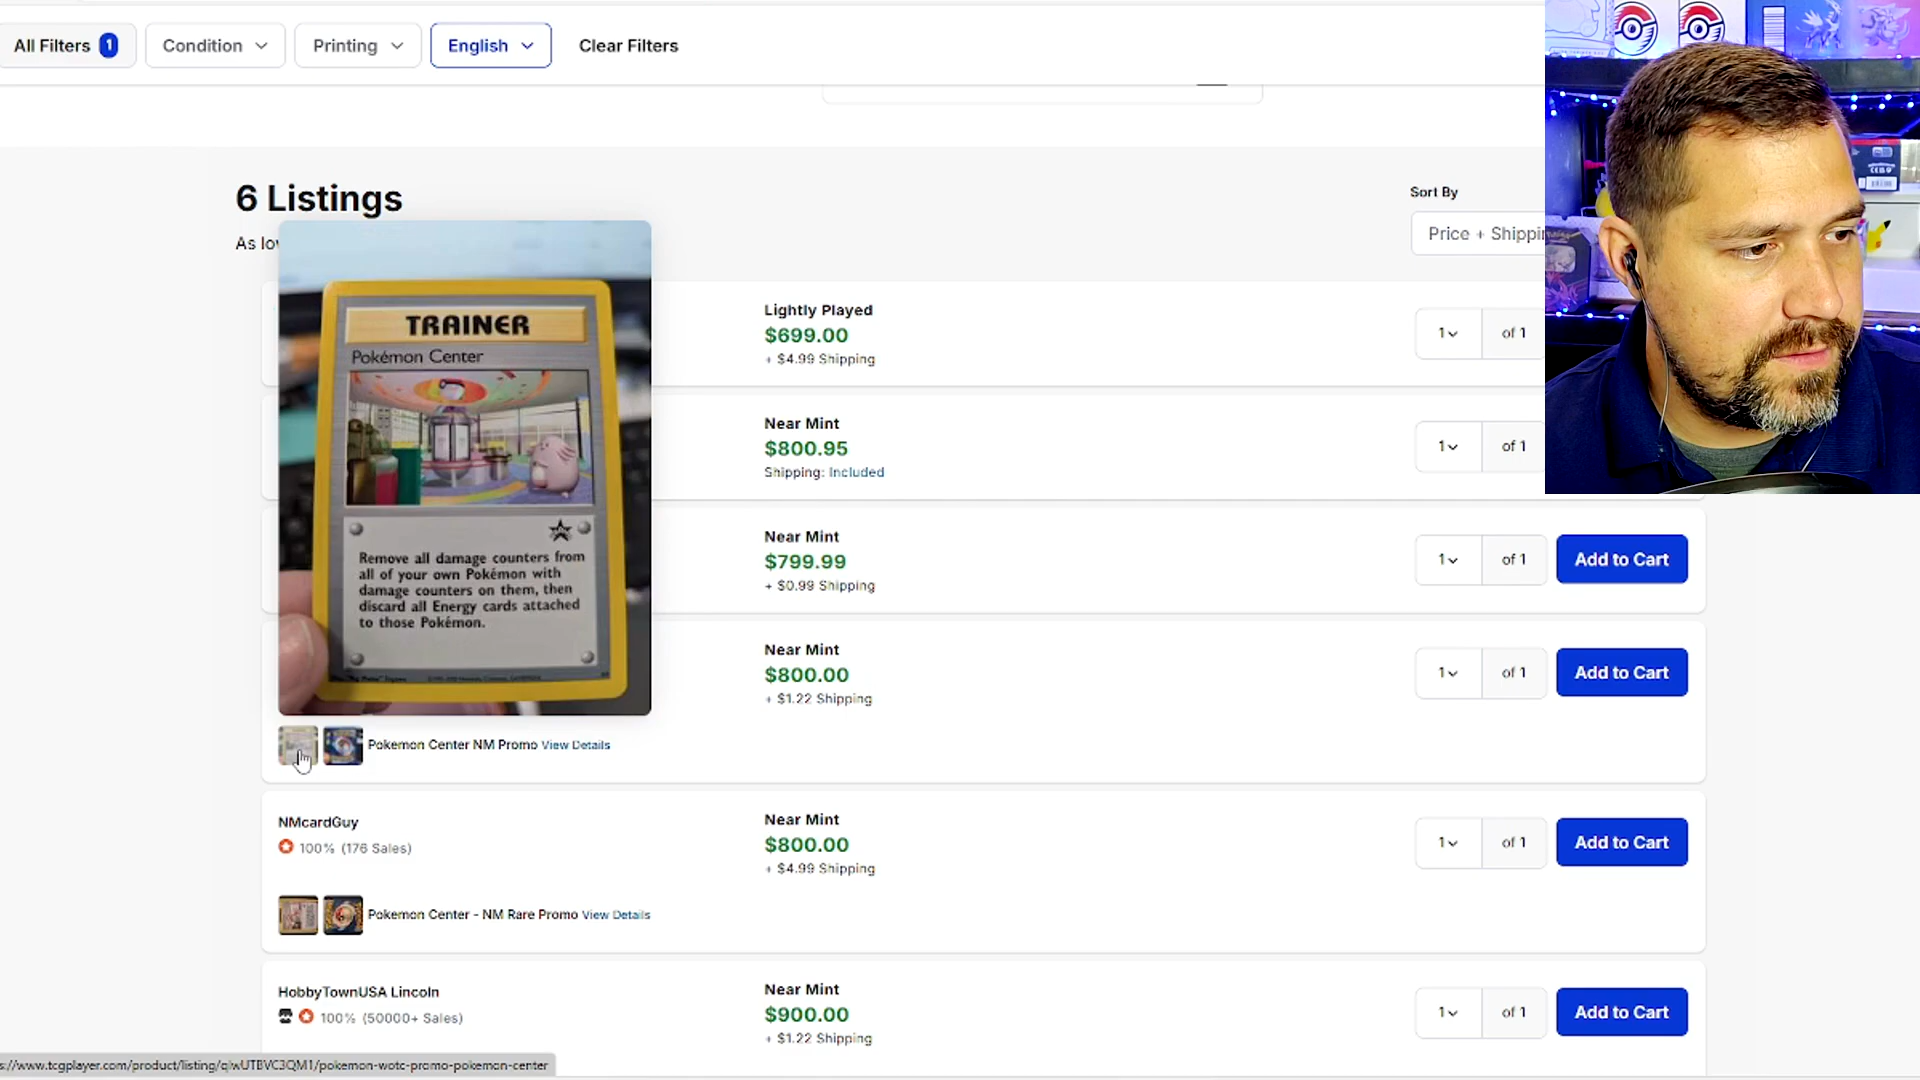 All Filters 1 Condition Printing English Clear Filters
6 Listings
Sort By
As lo
Price + Shippi
TRAINER
Pokémon Center
Remove all damage counters from
all of your own Pokémon with
damage counters on them, then
discard all Energy cards attached
to those Pokémon.
Lightly Played
$699.00
+ $4.99 Shipping
1 of 1
Near Mint
$800.95
Shipping: Included
1 of 1
Near Mint
$799.99
+ $0.99 Shipping
1 of 1 Add to Cart
Near Mint
$800.00
+ $1.22 Shipping
1 of 1 Add to Cart
Pokemon Center NM Promo View Details
NMcardGuy
100% (176 Sales)
Near Mint
$800.00
+ $4.99 Shipping
1 of 1 Add to Cart
Pokemon Center - NM Rare Promo View Details
HobbyTownUSA Lincoln
100% (50000+ Sales)
Near Mint
$900.00
+ $1.22 Shipping
1 of 1 Add to Cart